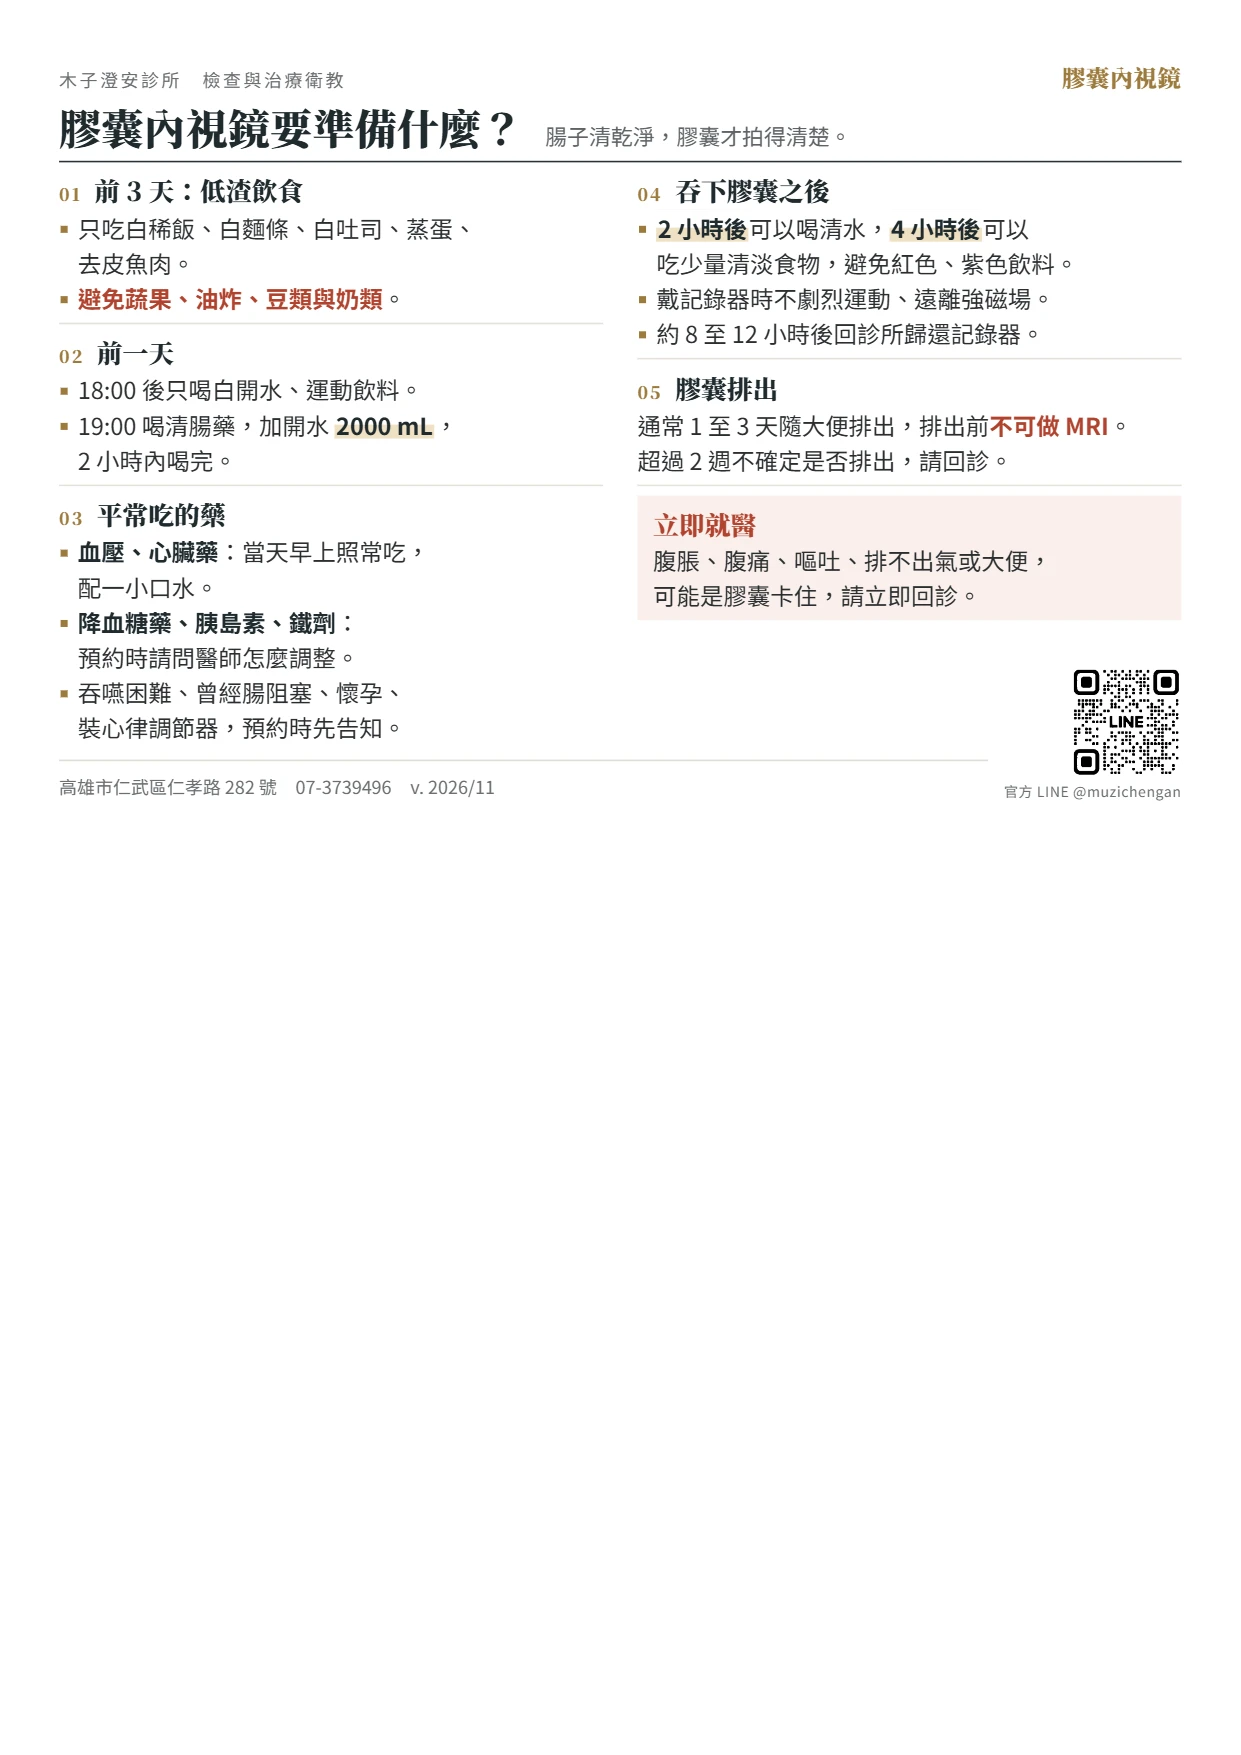 木子澄安診所　檢查與治療衛教
膠囊內視鏡
膠囊內視鏡要準備什麼？
腸子清乾淨，膠囊才拍得清楚。
01 前 3 天：低渣飲食
▪ 只吃白稀飯、白麵條、白吐司、蒸蛋、
去皮魚肉。
▪ 避免蔬果、油炸、豆類與奶類。
02 前一天
▪ 18:00 後只喝白開水、運動飲料。
▪ 19:00 喝清腸藥，加開水 2000 mL，
2 小時內喝完。
03 平常吃的藥
▪ 血壓、心臟藥：當天早上照常吃，
配一小口水。
▪ 降血糖藥、胰島素、鐵劑：
預約時請問醫師怎麼調整。
▪ 吞嚥困難、曾經腸阻塞、懷孕、
裝心律調節器，預約時先告知。
04 吞下膠囊之後
▪ 2 小時後可以喝清水，4 小時後可以
吃少量清淡食物，避免紅色、紫色飲料。
▪ 戴記錄器時不劇烈運動、遠離強磁場。
▪ 約 8 至 12 小時後回診所歸還記錄器。
05 膠囊排出
通常 1 至 3 天隨大便排出，排出前不可做 MRI。
超過 2 週不確定是否排出，請回診。
立即就醫
腹脹、腹痛、嘔吐、排不出氣或大便，
可能是膠囊卡住，請立即回診。
LINE
高雄市仁武區仁孝路 282 號　07-3739496　v. 2026/11
官方 LINE @muzichengan